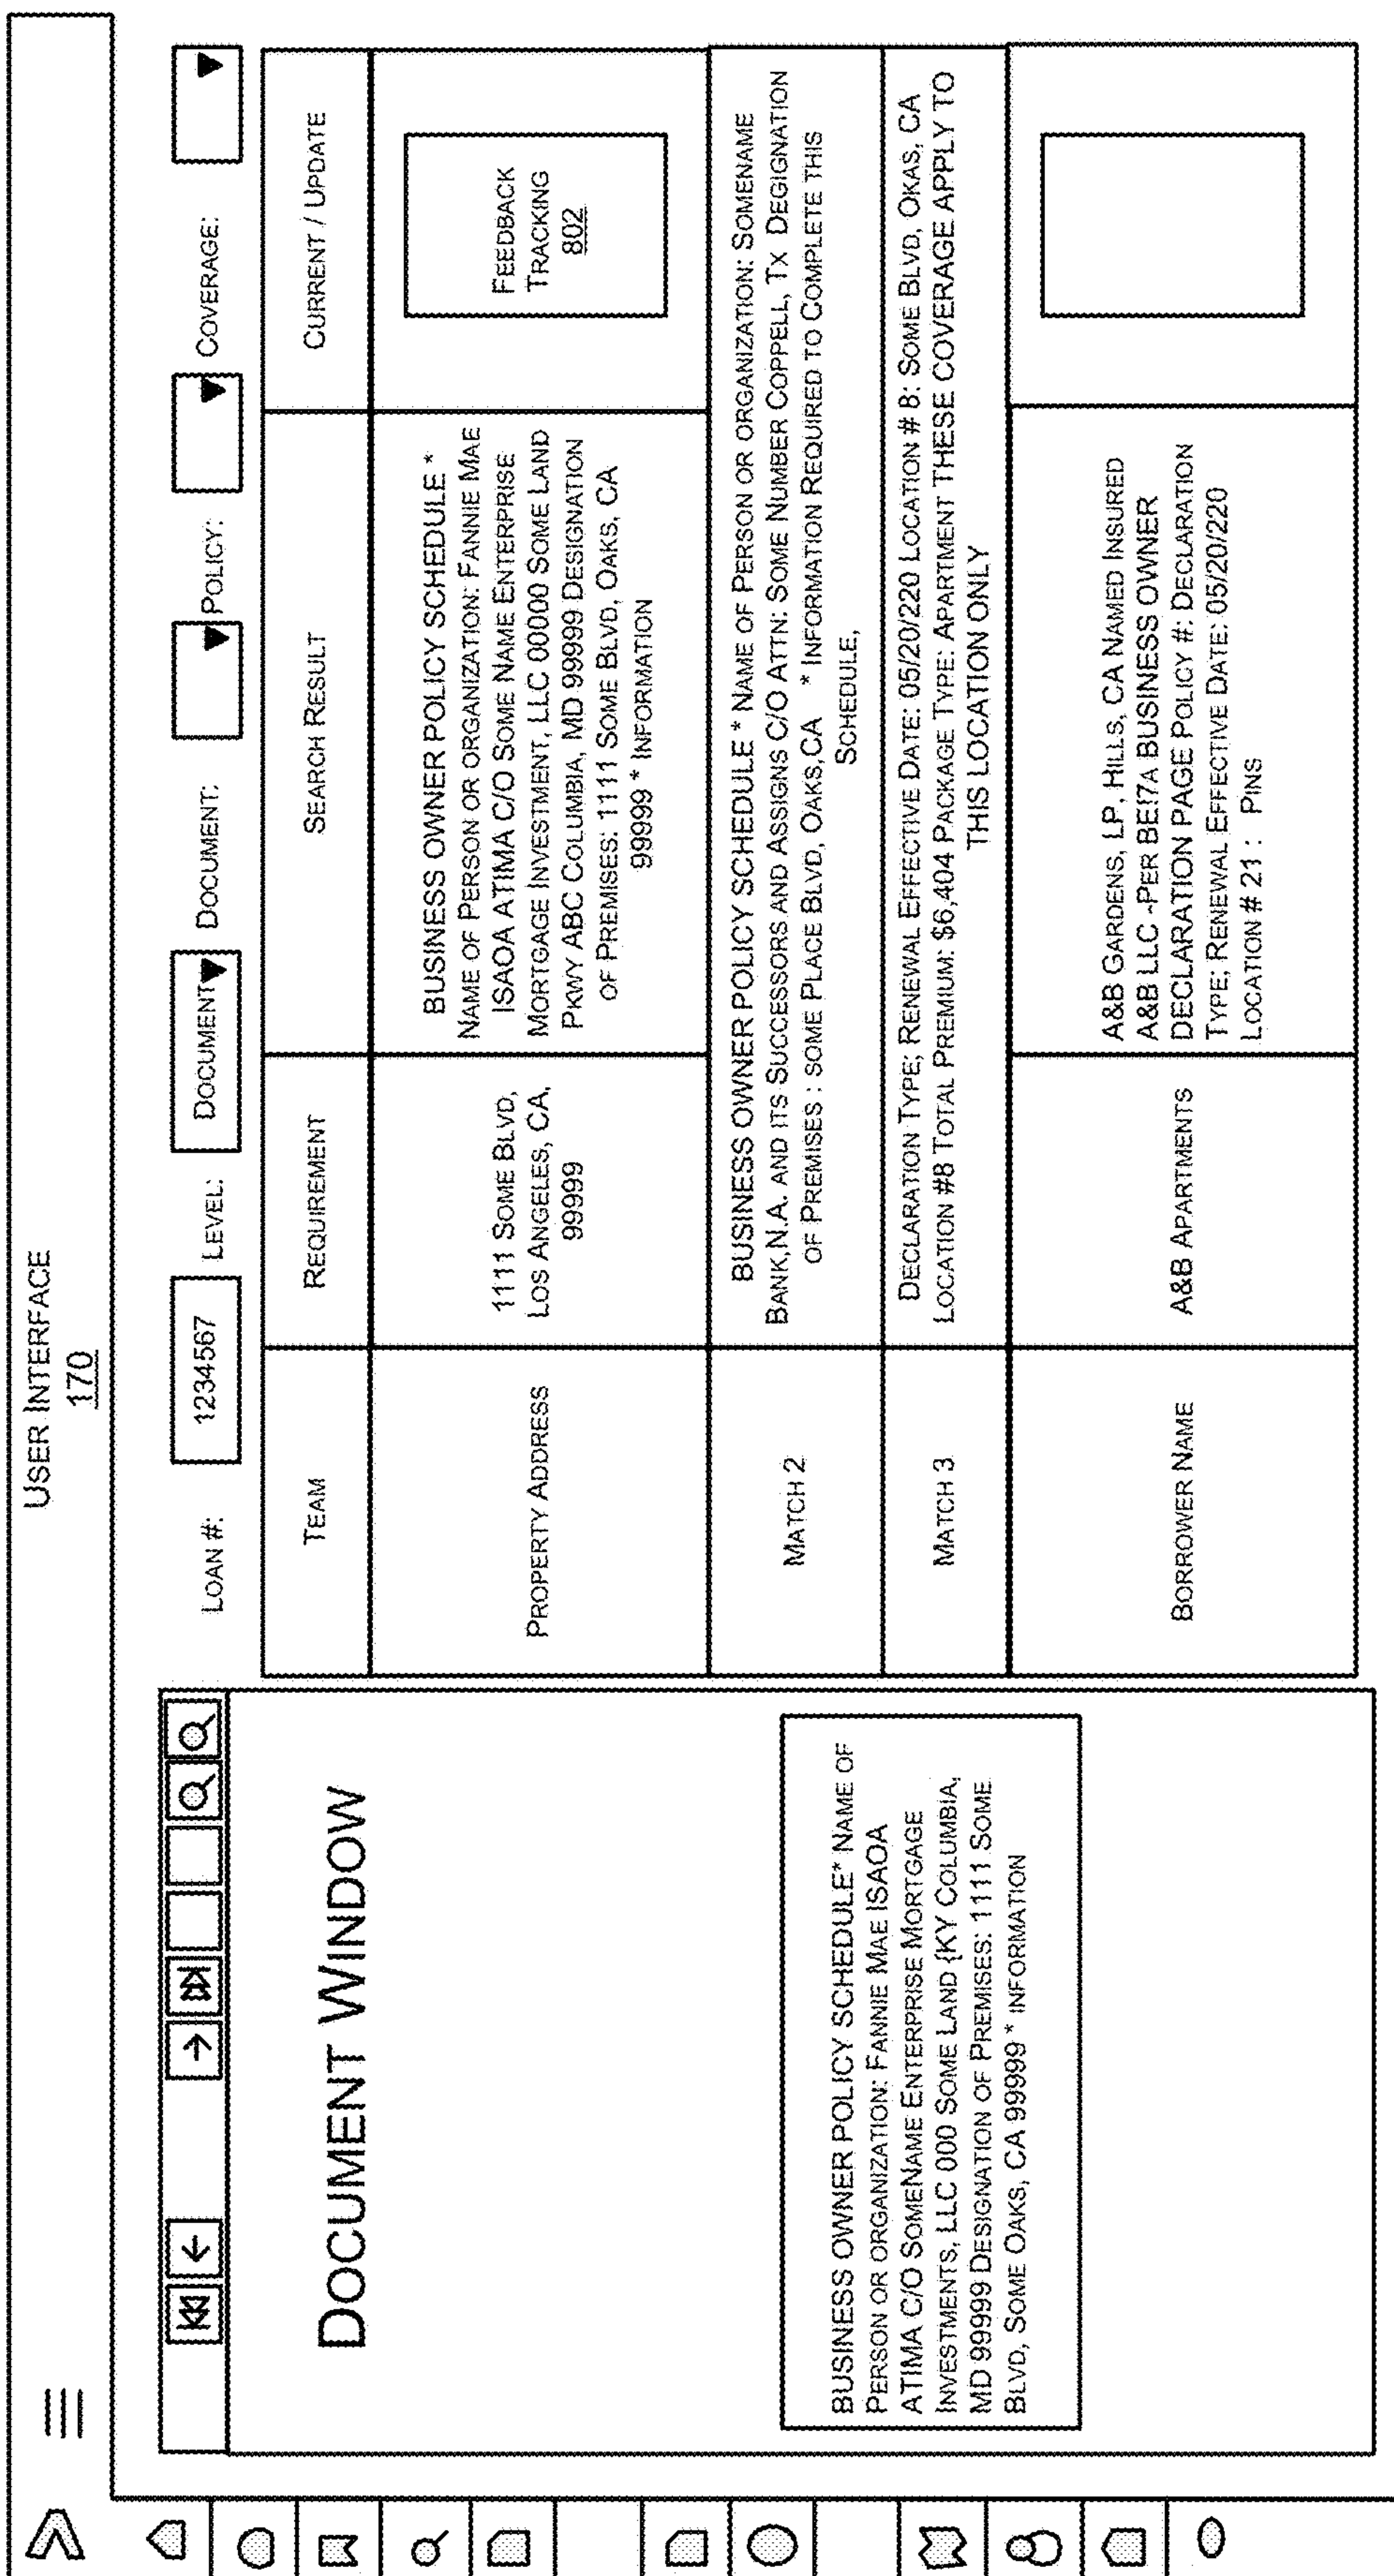 USER INTERFACE
170
DOCUMENT WINDOW
BUSINESS OWNER POLICY SCHEDULE* NAME OF
PERSON OR ORGANIZATION: FANNIE MAE ISAOA
ATIMA C/O SOMENAME ENTERPRISE MORTGAGE
INVESTMENTS, LLC 000 SOME LAND {KY COLUMBIA,
MD 99999 DESIGNATION OF PREMISES: 1111 SOME
BLVD, SOME OAKS, CA 99999 * INFORMATION
LOAN #: 1234567 LEVEL: DOCUMENT DOCUMENT: POLICY: COVERAGE:
TEAM REQUIREMENT SEARCH RESULT CURRENT / UPDATE
PROPERTY ADDRESS
1111 SOME BLVD,
LOS ANGELES, CA,
99999
BUSINESS OWNER POLICY SCHEDULE *
NAME OF PERSON OR ORGANIZATION: FANNIE MAE
ISAOA ATIMA C/O SOME NAME ENTERPRISE
MORTGAGE INVESTMENT, LLC 00000 SOME LAND
PKWY ABC COLUMBIA, MD 99999 DESIGNATION
OF PREMISES: 1111 SOME BLVD, OAKS, CA
99999 * INFORMATION
FEEDBACK
TRACKING
802
MATCH 2
BUSINESS OWNER POLICY SCHEDULE * NAME OF PERSON OR ORGANIZATION: SOMENAME
BANK,N.A. AND ITS SUCCESSORS AND ASSIGNS C/O ATTN: SOME NUMBER COPPELL, TX DEGIGNATION
OF PREMISES : SOME PLACE BLVD, OAKS,CA * INFORMATION REQUIRED TO COMPLETE THIS
SCHEDULE,
MATCH 3
DECLARATION TYPE; RENEWAL EFFECTIVE DATE: 05/20/220 LOCATION # 8: SOME BLVD, OKAS, CA
LOCATION #8 TOTAL PREMIUM: $6,404 PACKAGE TYPE: APARTMENT THESE COVERAGE APPLY TO
THIS LOCATION ONLY
BORROWER NAME
A&B APARTMENTS
A&B GARDENS, LP, HILLS, CA NAMED INSURED
A&B LLC -PER BE!7A BUSINESS OWNER
DECLARATION PAGE POLICY #: DECLARATION
TYPE; RENEWAL EFFECTIVE DATE: 05/20/220
LOCATION # 21 : PINS